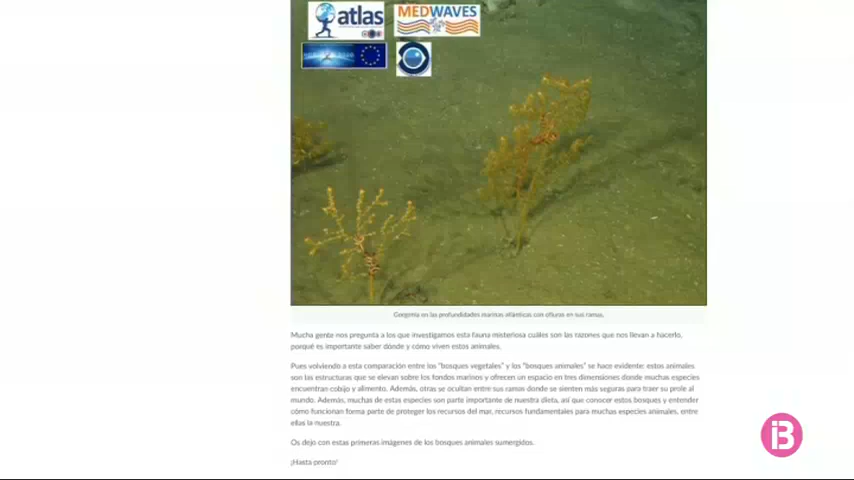 atlas
MEDWAVES
Gorgonia en las profundidades marinas atlánticas con ofiuras en sus ramas.
Mucha gente nos pregunta a los que investigamos esta fauna misteriosa cuáles son las razones que nos llevan a hacerlo,
porqué es importante saber dónde y cómo viven estos animales.
Pues volviendo a esta comparación entre los "bosques vegetales" y los "bosques animales" se hace evidente: estos animales
son las estructuras que se elevan sobre los fondos marinos y ofrecen un espacio en tres dimensiones donde muchas especies
encuentran cobijo y alimento. Además, otras se ocultan entre sus ramas donde se sienten más seguras para traer su prole al
mundo. Además, muchas de estas especies son parte importante de nuestra dieta, así que conocer estos bosques y entender
cómo funcionan forma parte de proteger los recursos del mar, recursos fundamentales para muchas especies animales, entre
ellas la nuestra.
Os dejo con estas primeras imágenes de los bosques animales sumergidos.
¡Hasta pronto!